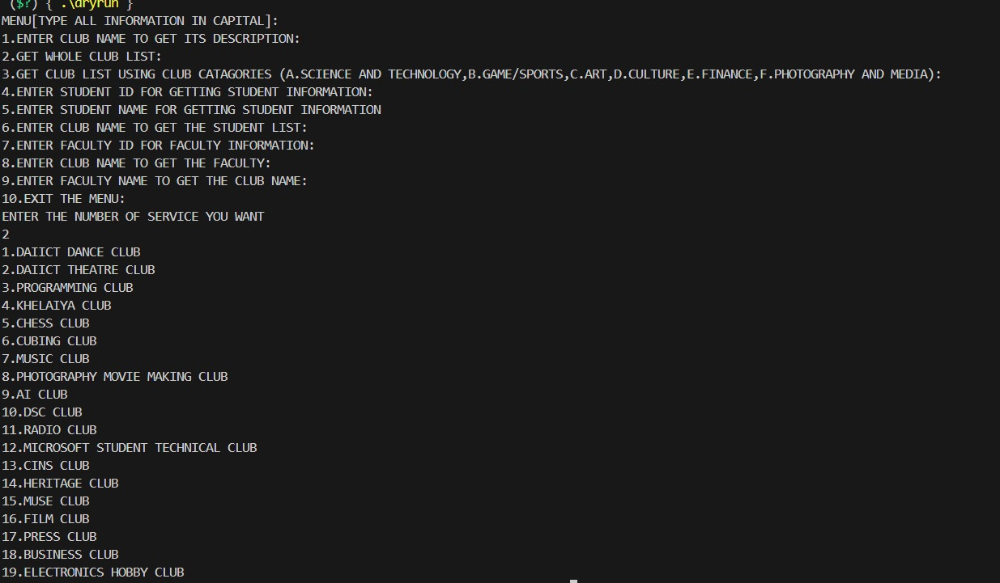 ($?) { .\dryrun }
MENU[TYPE ALL INFORMATION IN CAPITAL]:
1.ENTER CLUB NAME TO GET ITS DESCRIPTION:
2.GET WHOLE CLUB LIST:
3.GET CLUB LIST USING CLUB CATAGORIES (A.SCIENCE AND TECHNOLOGY,B.GAME/SPORTS,C.ART,D.CULTURE,E.FINANCE,F.PHOTOGRAPHY AND MEDIA):
4.ENTER STUDENT ID FOR GETTING STUDENT INFORMATION:
5.ENTER STUDENT NAME FOR GETTING STUDENT INFORMATION
6.ENTER CLUB NAME TO GET THE STUDENT LIST:
7.ENTER FACULTY ID FOR FACULTY INFORMATION:
8.ENTER CLUB NAME TO GET THE FACULTY:
9.ENTER FACULTY NAME TO GET THE CLUB NAME:
10.EXIT THE MENU:
ENTER THE NUMBER OF SERVICE YOU WANT
2
1.DAIICT DANCE CLUB
2.DAIICT THEATRE CLUB
3.PROGRAMMING CLUB
4.KHELAIYA CLUB
5.CHESS CLUB
6.CUBING CLUB
7.MUSIC CLUB
8.PHOTOGRAPHY MOVIE MAKING CLUB
9.AI CLUB
10.DSC CLUB
11.RADIO CLUB
12.MICROSOFT STUDENT TECHNICAL CLUB
13.CINS CLUB
14.HERITAGE CLUB
15.MUSE CLUB
16.FILM CLUB
17.PRESS CLUB
18.BUSINESS CLUB
19.ELECTRONICS HOBBY CLUB